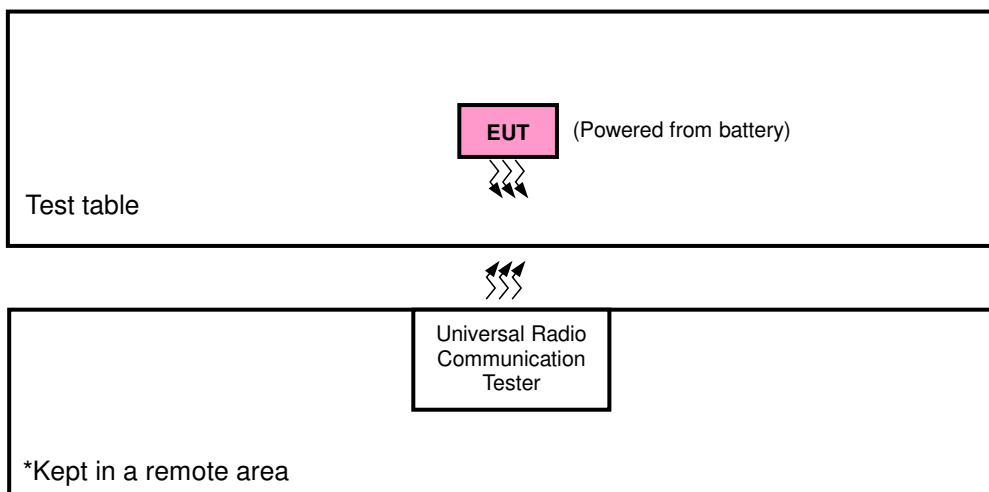 EUT
(Powered from battery)
Test table
Universal Radio
Communication
Tester
*Kept in a remote area